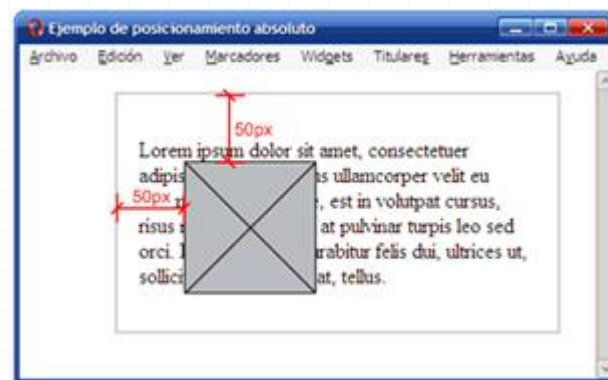 Ejemplo de posicionamiento absoluto
Archivo Edición Ver Marcadores Widgets Titulares Herramientas Ayuda
50px
Lorem ipsum dolor sit amet, consectetuer
adipis s ullamcorper velit eu
50px , est in volutpat cursus,
risus at pulvinar turpis leo sed
orci. rabitur felis dui, ultrices ut,
sollici at, tellus.